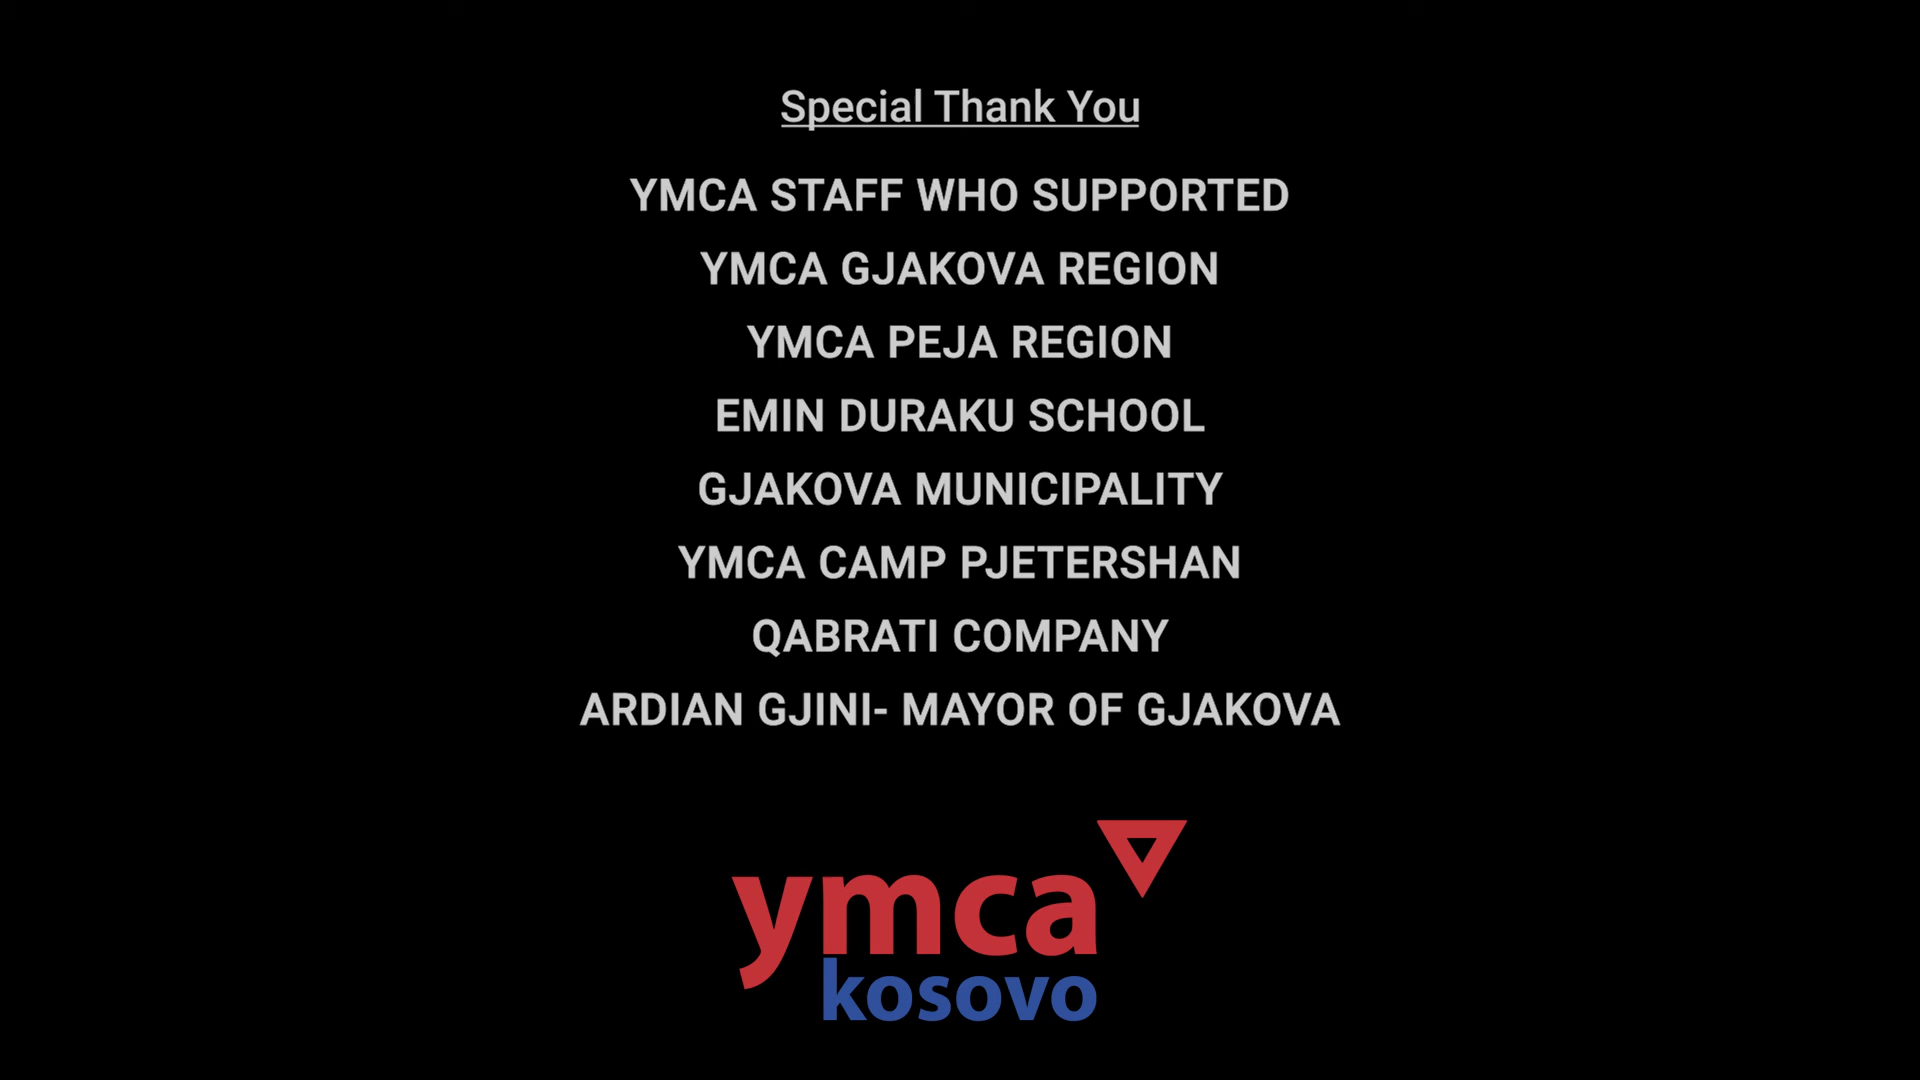 Special Thank You
YMCA STAFF WHO SUPPORTED
YMCA GJAKOVA REGION
YMCA PEJA REGION
EMIN DURAKU SCHOOL
GJAKOVA MUNICIPALITY
YMCA CAMP PJETERSHAN
QABRATI COMPANY
ARDIAN GJINI- MAYOR OF GJAKOVA
ymca
kosovo